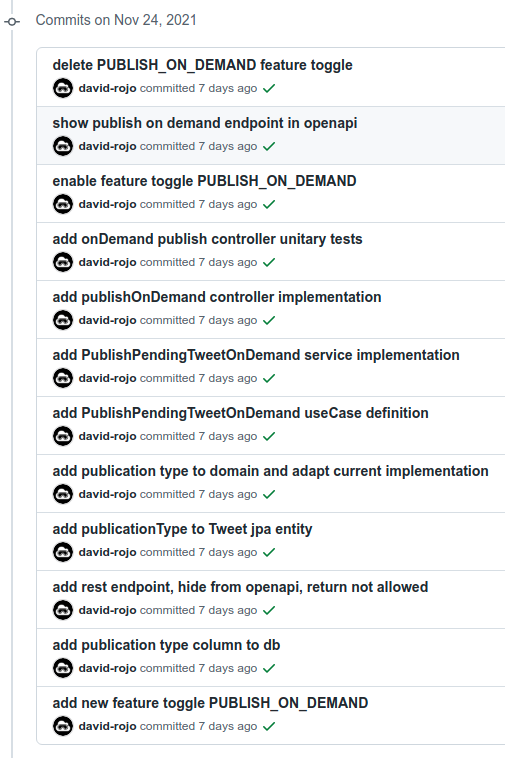 Commits on Nov 24, 2021
delete PUBLISH_ON_DEMAND feature toggle
david-rojo committed 7 days ago
show publish on demand endpoint in openapi
david-rojo committed 7 days ago
enable feature toggle PUBLISH_ON_DEMAND
david-rojo committed 7 days ago
add onDemand publish controller unitary tests
david-rojo committed 7 days ago
add publishOnDemand controller implementation
david-rojo committed 7 days ago
add PublishPendingTweetOnDemand service implementation
david-rojo committed 7 days ago
add PublishPendingTweetOnDemand useCase definition
david-rojo committed 7 days ago
add publication type to domain and adapt current implementation
david-rojo committed 7 days ago
add publicationType to Tweet jpa entity
david-rojo committed 7 days ago
add rest endpoint, hide from openapi, return not allowed
david-rojo committed 7 days ago
add publication type column to db
david-rojo committed 7 days ago
add new feature toggle PUBLISH_ON_DEMAND
david-rojo committed 7 days ago